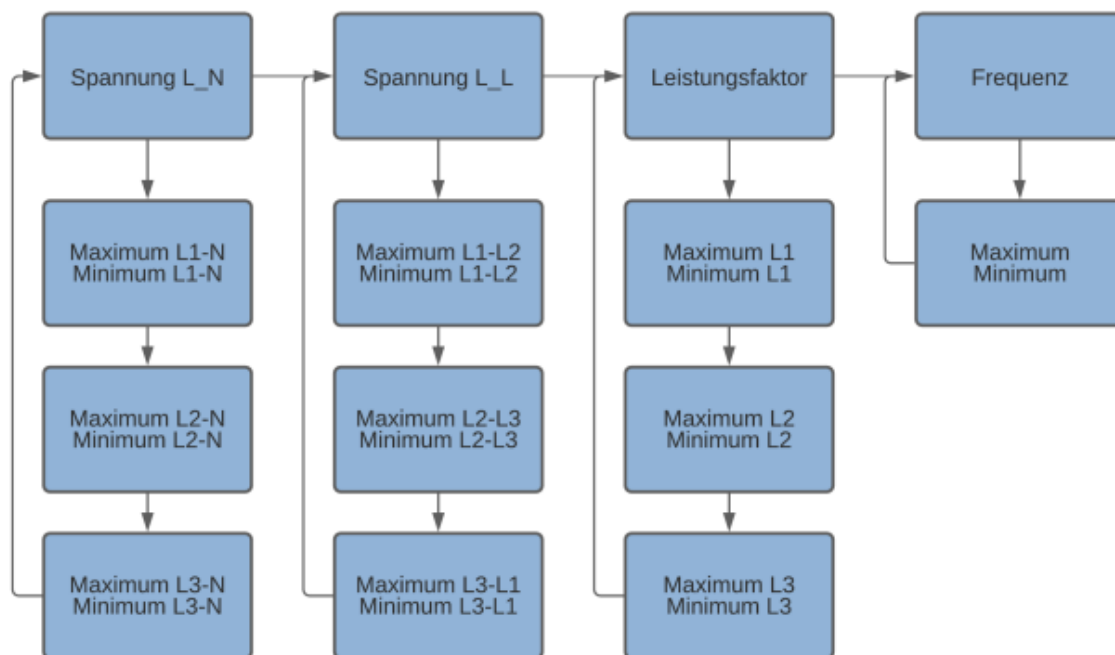 Spannung L_N
Spannung L_L
Leistungsfaktor
Frequenz
Maximum L1-N
Minimum L1-N
Maximum L1-L2
Minimum L1-L2
Maximum L1
Minimum L1
Maximum
Minimum
Maximum L2-N
Minimum L2-N
Maximum L2-L3
Minimum L2-L3
Maximum L2
Minimum L2
Maximum L3-N
Minimum L3-N
Maximum L3-L1
Minimum L3-L1
Maximum L3
Minimum L3